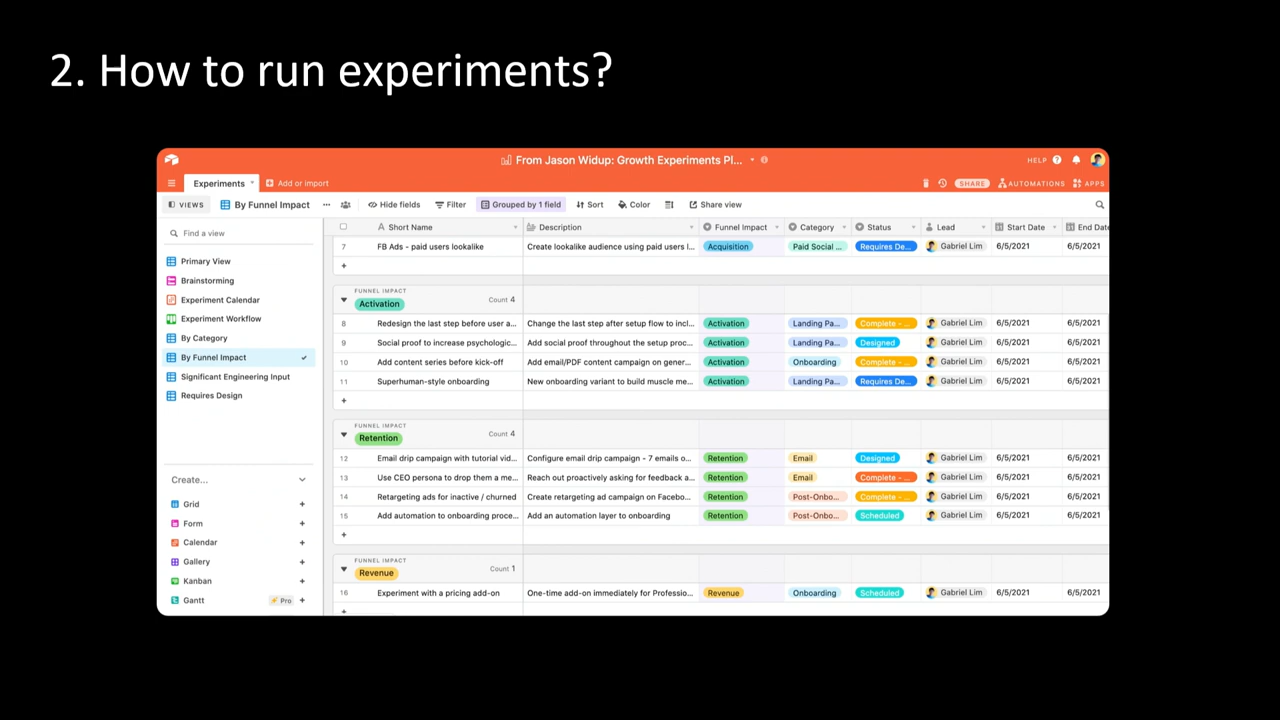 2. How to run experiments?
From Jason Widup: Growth Experiments Pl...
HELP
Experiments
Add or import
SHARE
AUTOMATIONS
APPS
VIEWS
By Funnel Impact
Hide fields
Filter
Grouped by 1 field
Sort
Color
Share view
Find a view
Primary View
Brainstorming
Experiment Calendar
Experiment Workflow
By Category
By Funnel Impact
Significant Engineering Input
Requires Design
Create...
Grid
Form
Calendar
Gallery
Kanban
Gantt Pro
Short Name Description Funnel Impact Category Status Lead Start Date End Date
7 FB Ads - paid users lookalike Create lookalike audience using paid users l... Acquisition Paid Social ... Requires De... Gabriel Lim 6/5/2021 6/5/2021
FUNNEL IMPACT
Activation Count 4
8 Redesign the last step before user a... Change the last step after setup flow to incl... Activation Landing Pa... Complete - ... Gabriel Lim 6/5/2021 6/5/2021
9 Social proof to increase psychologic... Add social proof throughout the setup proc... Activation Landing Pa... Designed Gabriel Lim 6/5/2021 6/5/2021
10 Add content series before kick-off Add email/PDF content campaign on gener... Activation Onboarding Complete - ... Gabriel Lim 6/5/2021 6/5/2021
11 Superhuman-style onboarding New onboarding variant to build muscle me... Activation Landing Pa... Requires De... Gabriel Lim 6/5/2021 6/5/2021
FUNNEL IMPACT
Retention Count 4
12 Email drip campaign with tutorial vid... Configure email drip campaign - 7 emails o... Retention Email Designed Gabriel Lim 6/5/2021 6/5/2021
13 Use CEO persona to drop them a me... Reach out proactively asking for feedback a... Retention Email Complete - ... Gabriel Lim 6/5/2021 6/5/2021
14 Retargeting ads for inactive / churned Create retargeting ad campaign on Facebo... Retention Post-Onbo... Complete - ... Gabriel Lim 6/5/2021 6/5/2021
15 Add automation to onboarding proce... Add an automation layer to onboarding Retention Post-Onbo... Scheduled Gabriel Lim 6/5/2021 6/5/2021
FUNNEL IMPACT
Revenue Count 1
16 Experiment with a pricing add-on One-time add-on immediately for Professio... Revenue Onboarding Scheduled Gabriel Lim 6/5/2021 6/5/2021